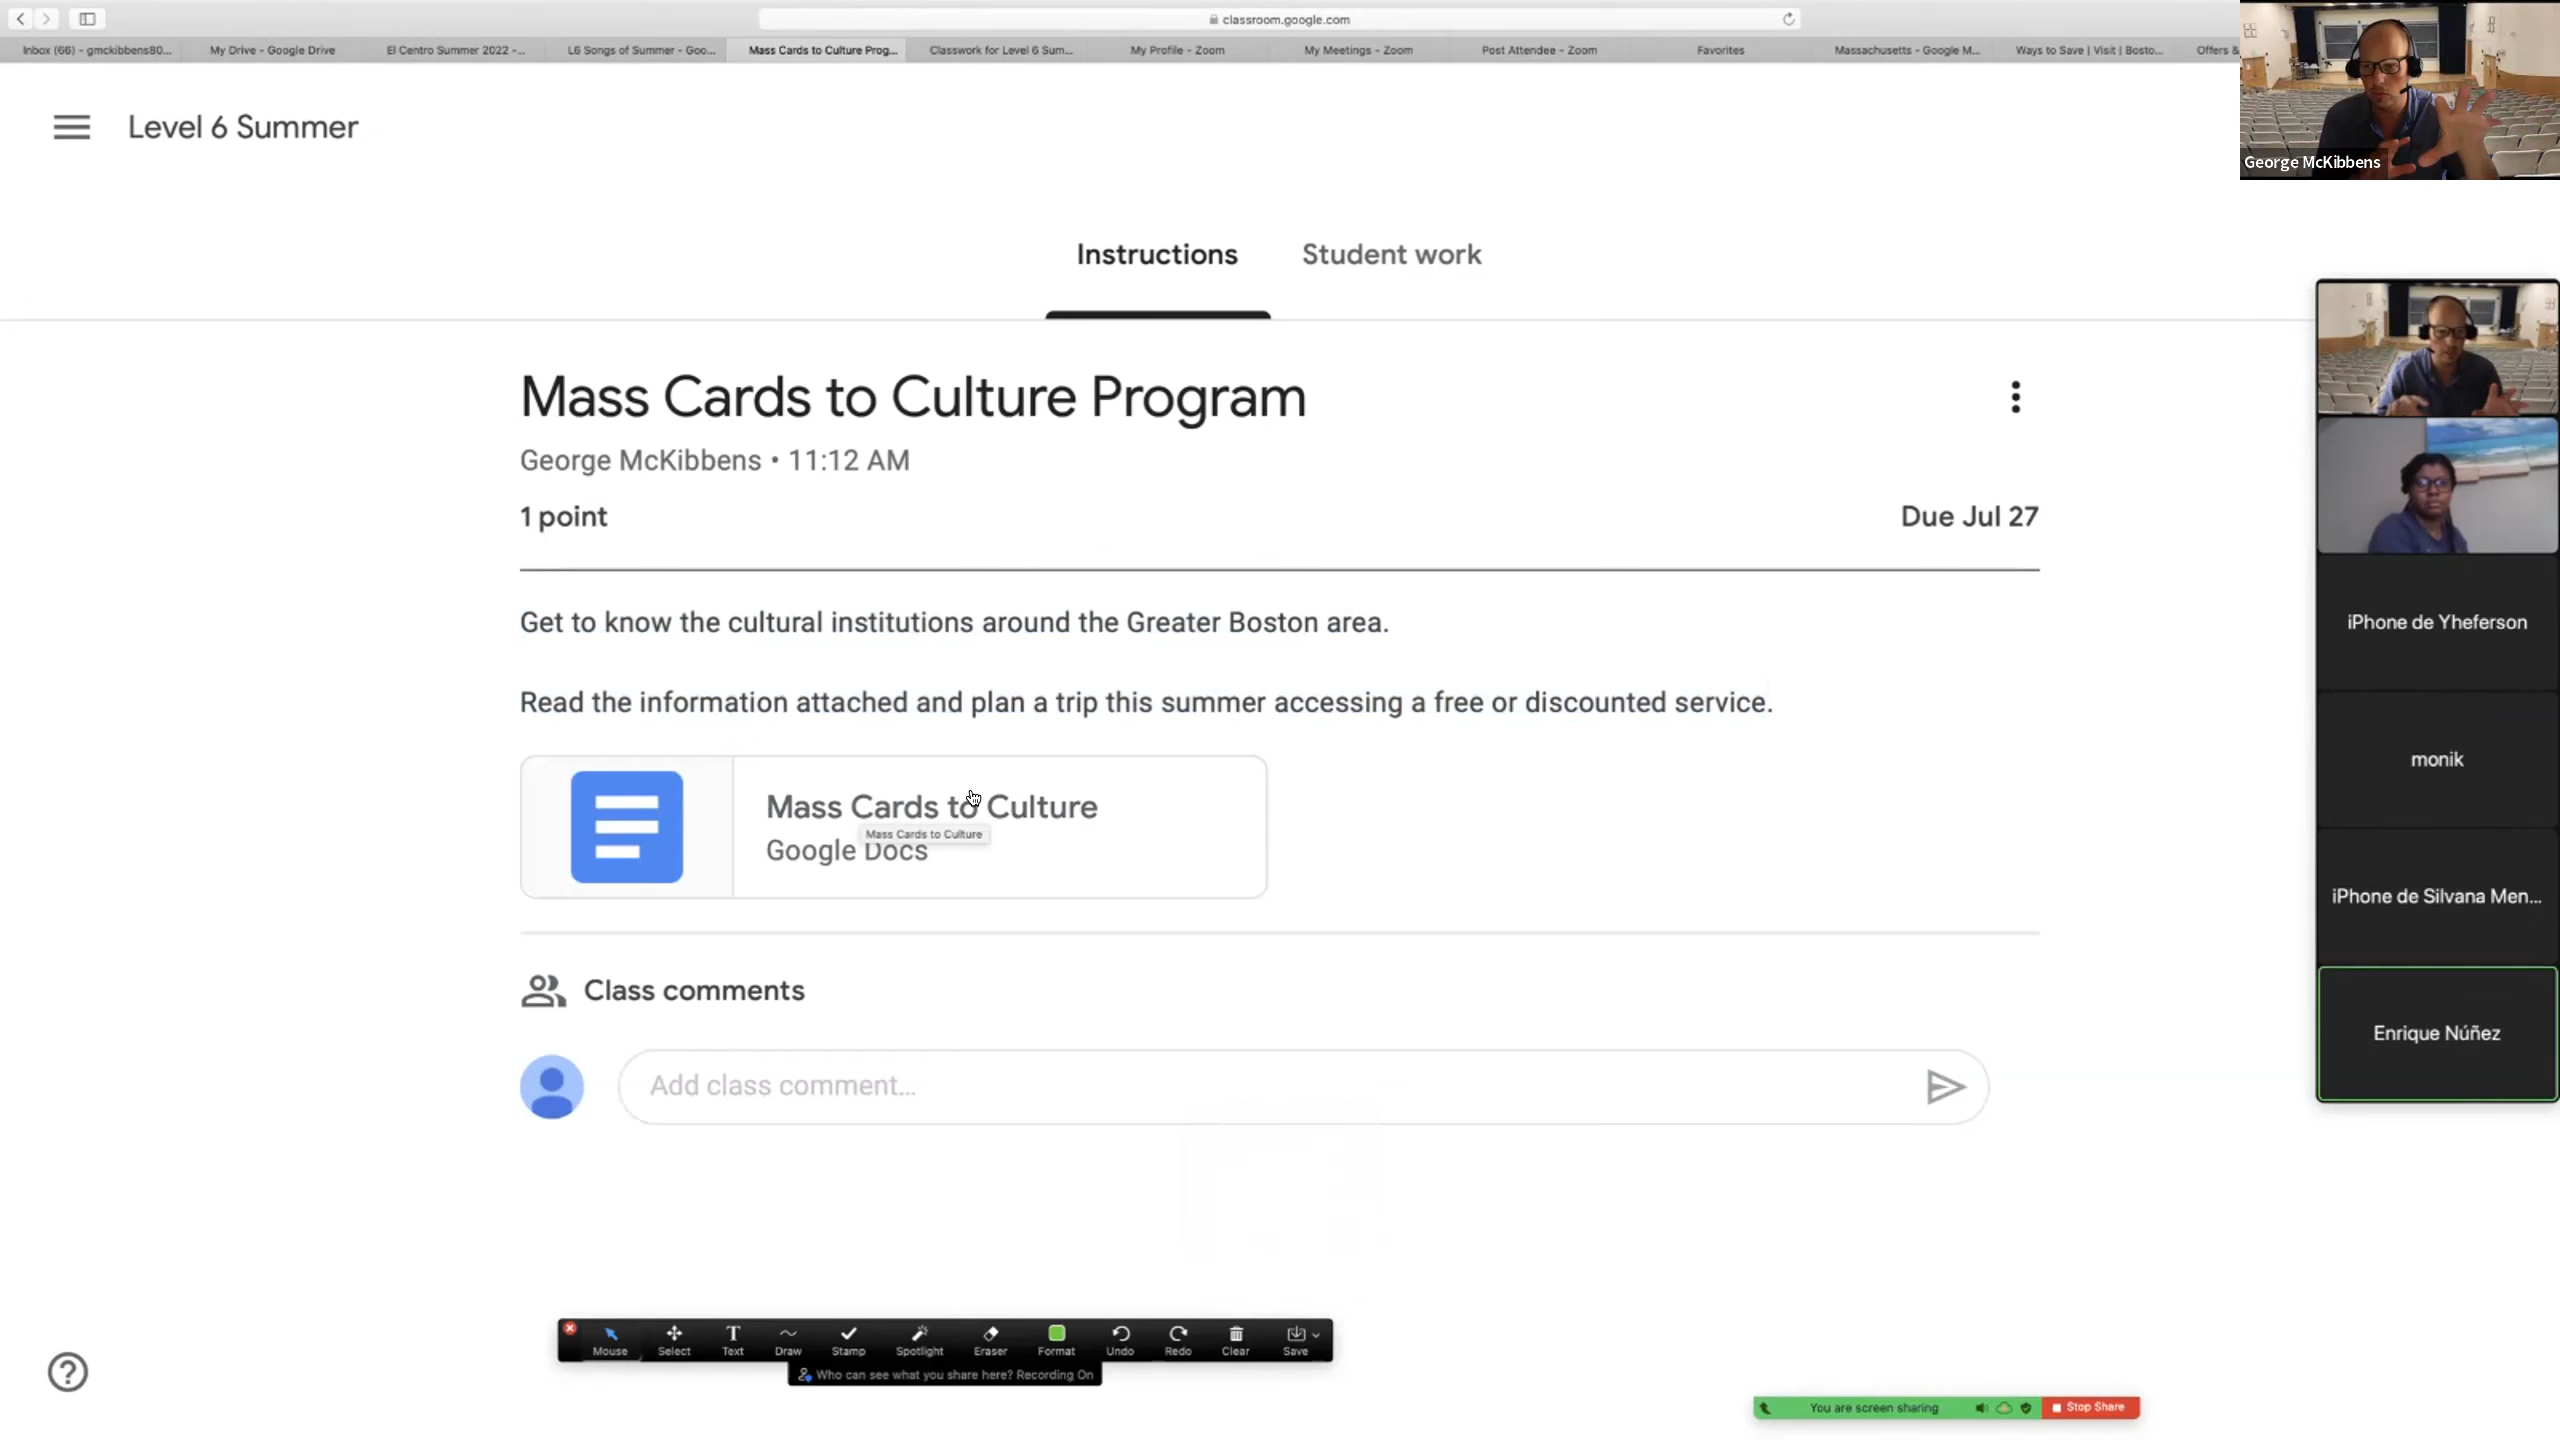 classroom.google.com
Inbox (66) - gmckibbens80...
My Drive - Google Drive
El Centro Summer 2022 -...
L6 Songs of Summer - Goo...
Mass Cards to Culture Prog...
Classwork for Level 6 Sum...
My Profile - Zoom
My Meetings - Zoom
Post Attendee - Zoom
Favorites
Massachusetts - Google M...
Ways to Save | Visit | Bosto...
Offers &
George McKibbens
Level 6 Summer
Instructions
Student work
Mass Cards to Culture Program
George McKibbens • 11:12 AM
1 point
Due Jul 27
Get to know the cultural institutions around the Greater Boston area.
Read the information attached and plan a trip this summer accessing a free or discounted service.
Mass Cards to Culture
Mass Cards to Culture
Google Docs
Class comments
Add class comment...
iPhone de Yheferson
monik
iPhone de Silvana Men...
Enrique Núñez
Mouse
Select
Text
Draw
Stamp
Spotlight
Eraser
Format
Undo
Redo
Clear
Save
Who can see what you share here? Recording On
You are screen sharing
Stop Share